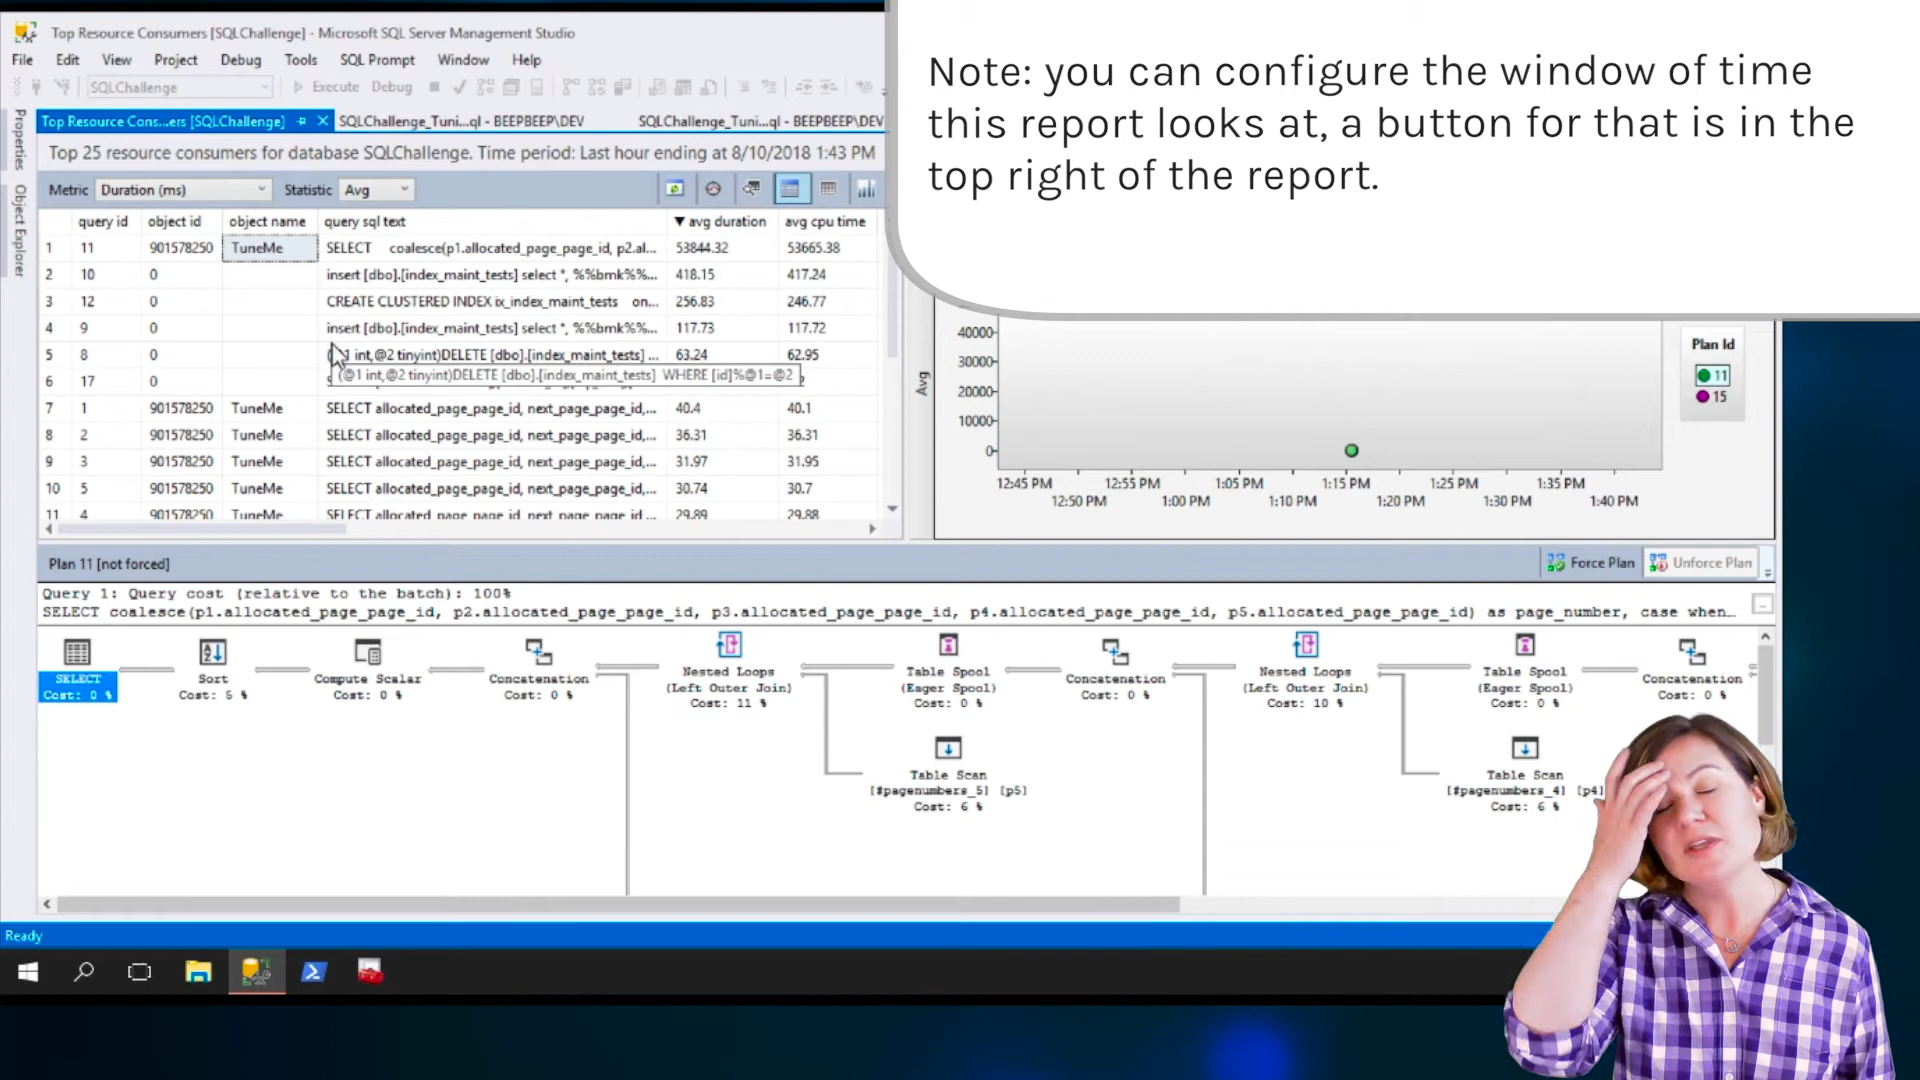 Top Resource Consumers [SQLChallenge] - Microsoft SQL Server Management Studio
File Edit View Project Debug Tools SQL Prompt Window Help
SQLChallenge Execute Debug
Properties
Object Explorer
Top Resource Cons...ers [SQLChallenge] SQLChallenge_Tuni...ql - BEEPBEEP\DEV SQLChallenge_Tuni...ql - BEEPBEEP\DEV
Top 25 resource consumers for database SQLChallenge. Time period: Last hour ending at 8/10/2018 1:43 PM
Metric Duration (ms) Statistic Avg
query id object id object name query sql text avg duration avg cpu time
1 11 901578250 TuneMe SELECT coalesce(p1.allocated_page_page_id, p2.al... 53844.32 53665.38
2 10 0 insert [dbo].[index_maint_tests] select *, %%bmk%%... 418.15 417.24
3 12 0 CREATE CLUSTERED INDEX ix_index_maint_tests on... 256.83 246.77
4 9 0 insert [dbo].[index_maint_tests] select *, %%bmk%%... 117.73 117.72
5 8 0 1 int,@2 tinyint)DELETE [dbo].[index_maint_tests] ... 63.24 62.95
(@1 int,@2 tinyint)DELETE [dbo].[index_maint_tests] WHERE [id]%@1=@2
6 17 0
7 1 901578250 TuneMe SELECT allocated_page_page_id, next_page_page_id,... 40.4 40.1
8 2 901578250 TuneMe SELECT allocated_page_page_id, next_page_page_id,... 36.31 36.31
9 3 901578250 TuneMe SELECT allocated_page_page_id, next_page_page_id,... 31.97 31.95
10 5 901578250 TuneMe SELECT allocated_page_page_id, next_page_page_id,... 30.74 30.7
11 4 901578250 TuneMe SELECT allocated_page_page_id, next_page_page_id,... 29.89 29.88
Note: you can configure the window of time
this report looks at, a button for that is in the
top right of the report.
Avg
40000
30000
20000
10000
0
12:45 PM 12:55 PM 1:05 PM 1:15 PM 1:25 PM 1:35 PM
12:50 PM 1:00 PM 1:10 PM 1:20 PM 1:30 PM 1:40 PM
Plan Id
11
15
Plan 11 [not forced] Force Plan Unforce Plan
Query 1: Query cost (relative to the batch): 100%
SELECT coalesce(p1.allocated_page_page_id, p2.allocated_page_page_id, p3.allocated_page_page_id, p4.allocated_page_page_id, p5.allocated_page_page_id) as page_number, case when...
SELECT
Cost: 0 %
Sort
Cost: 5 %
Compute Scalar
Cost: 0 %
Concatenation
Cost: 0 %
Nested Loops
(Left Outer Join)
Cost: 11 %
Table Spool
(Eager Spool)
Cost: 0 %
Concatenation
Cost: 0 %
Nested Loops
(Left Outer Join)
Cost: 10 %
Table Spool
(Eager Spool)
Cost: 0 %
Concatenation
Cost: 0 %
Table Scan
[#pagenumbers_5] [p5]
Cost: 6 %
Table Scan
[#pagenumbers_4] [p4]
Cost: 6 %
Ready